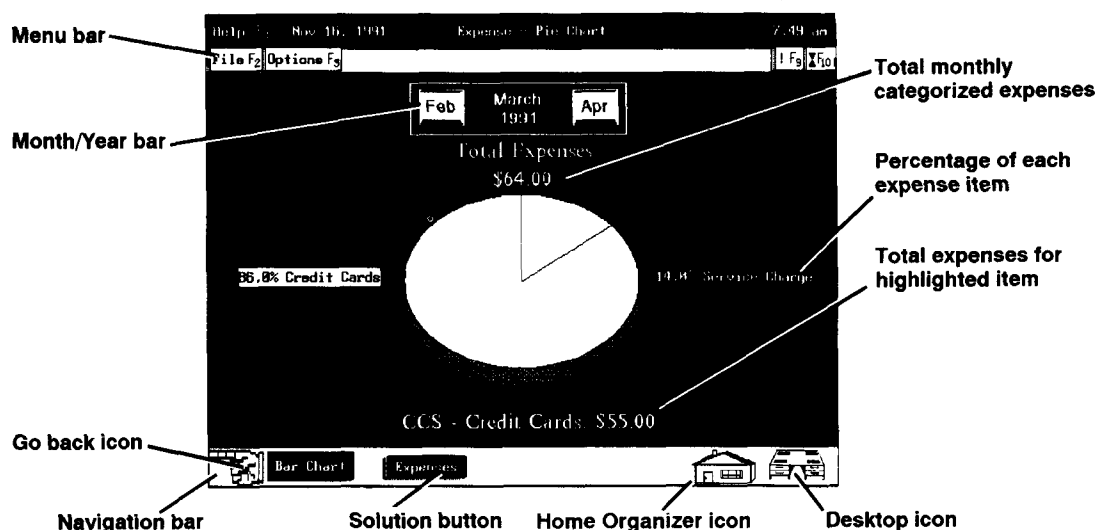 Help F1 Nov 16, 1991 Expense - Pie Chart 7:49 am
Menu bar
File F2 Options F3 ! F9 F10
Total monthly
categorized expenses
Feb March Apr
1991
Month/Year bar
Total Expenses
$64.00
Percentage of each
expense item
86.0% Credit Cards
14.0% Service Charge
Total expenses for
highlighted item
CCS - Credit Cards $55.00
Go back icon
Bar Chart Expenses
Navigation bar Solution button Home Organizer icon Desktop icon